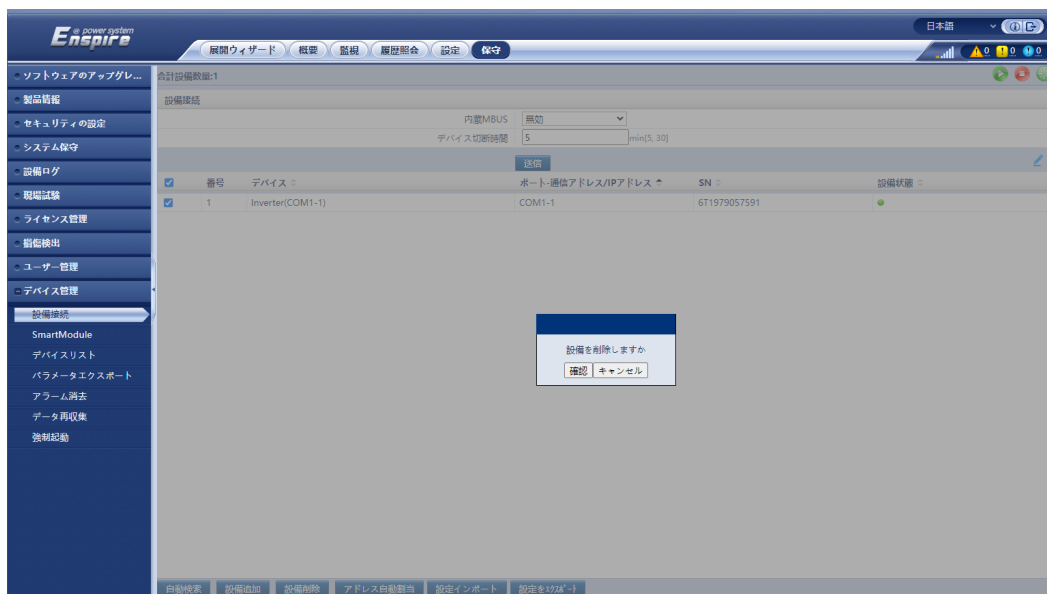 Enspire
e power system
日本語
展開ウィザード 概要 監視 履歴照会 設定 保守
0 0 0
ソフトウェアのアップグレ...
製品情報
セキュリティの設定
システム保守
設備ログ
現場試験
ライセンス管理
損傷検出
ユーザー管理
デバイス管理
設備接続
SmartModule
デバイスリスト
パラメータエクスポート
アラーム消去
データ再収集
強制起動
合計設備数量:1
設備接続
内蔵MBUS 無効
デバイス切断時間 5 min[5, 30]
送信
番号 デバイス ポート-通信アドレス/IPアドレス SN 設備状態
1 Inverter(COM1-1) COM1-1 6T1979057591
設備を削除しますか
確認 キャンセル
自動検索 設備追加 設備削除 アドレス自動割当 設定インポート 設定をエクスポート